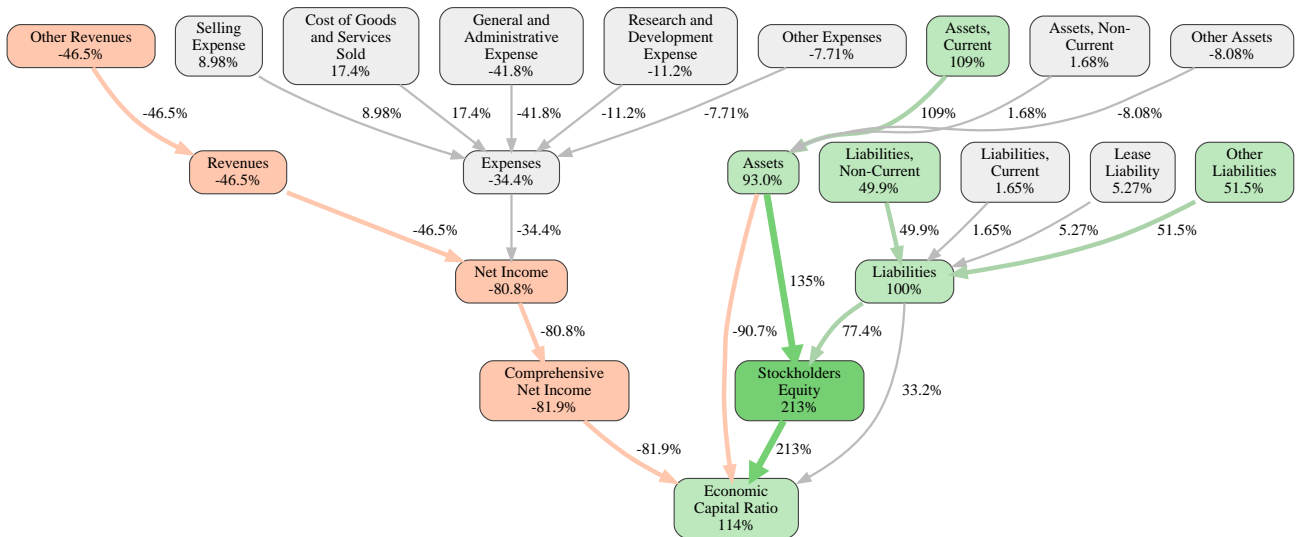 Other Revenues
-46.5%
Selling
Expense
8.98%
Cost of Goods
and Services
Sold
17.4%
General and
Administrative
Expense
-41.8%
Research and
Development
Expense
-11.2%
Other Expenses
-7.71%
Assets,
Current
109%
Assets, Non-
Current
1.68%
Other Assets
-8.08%
-46.5%
8.98%
17.4%
-41.8%
-11.2%
-7.71%
109%
1.68%
-8.08%
Revenues
-46.5%
Expenses
-34.4%
Assets
93.0%
Liabilities,
Non-Current
49.9%
Liabilities,
Current
1.65%
Lease
Liability
5.27%
Other
Liabilities
51.5%
-46.5%
-34.4%
49.9%
1.65%
5.27%
51.5%
Net Income
-80.8%
135%
Liabilities
100%
-80.8%
-90.7%
77.4%
Comprehensive
Net Income
-81.9%
Stockholders
Equity
213%
33.2%
-81.9%
213%
Economic
Capital Ratio
114%